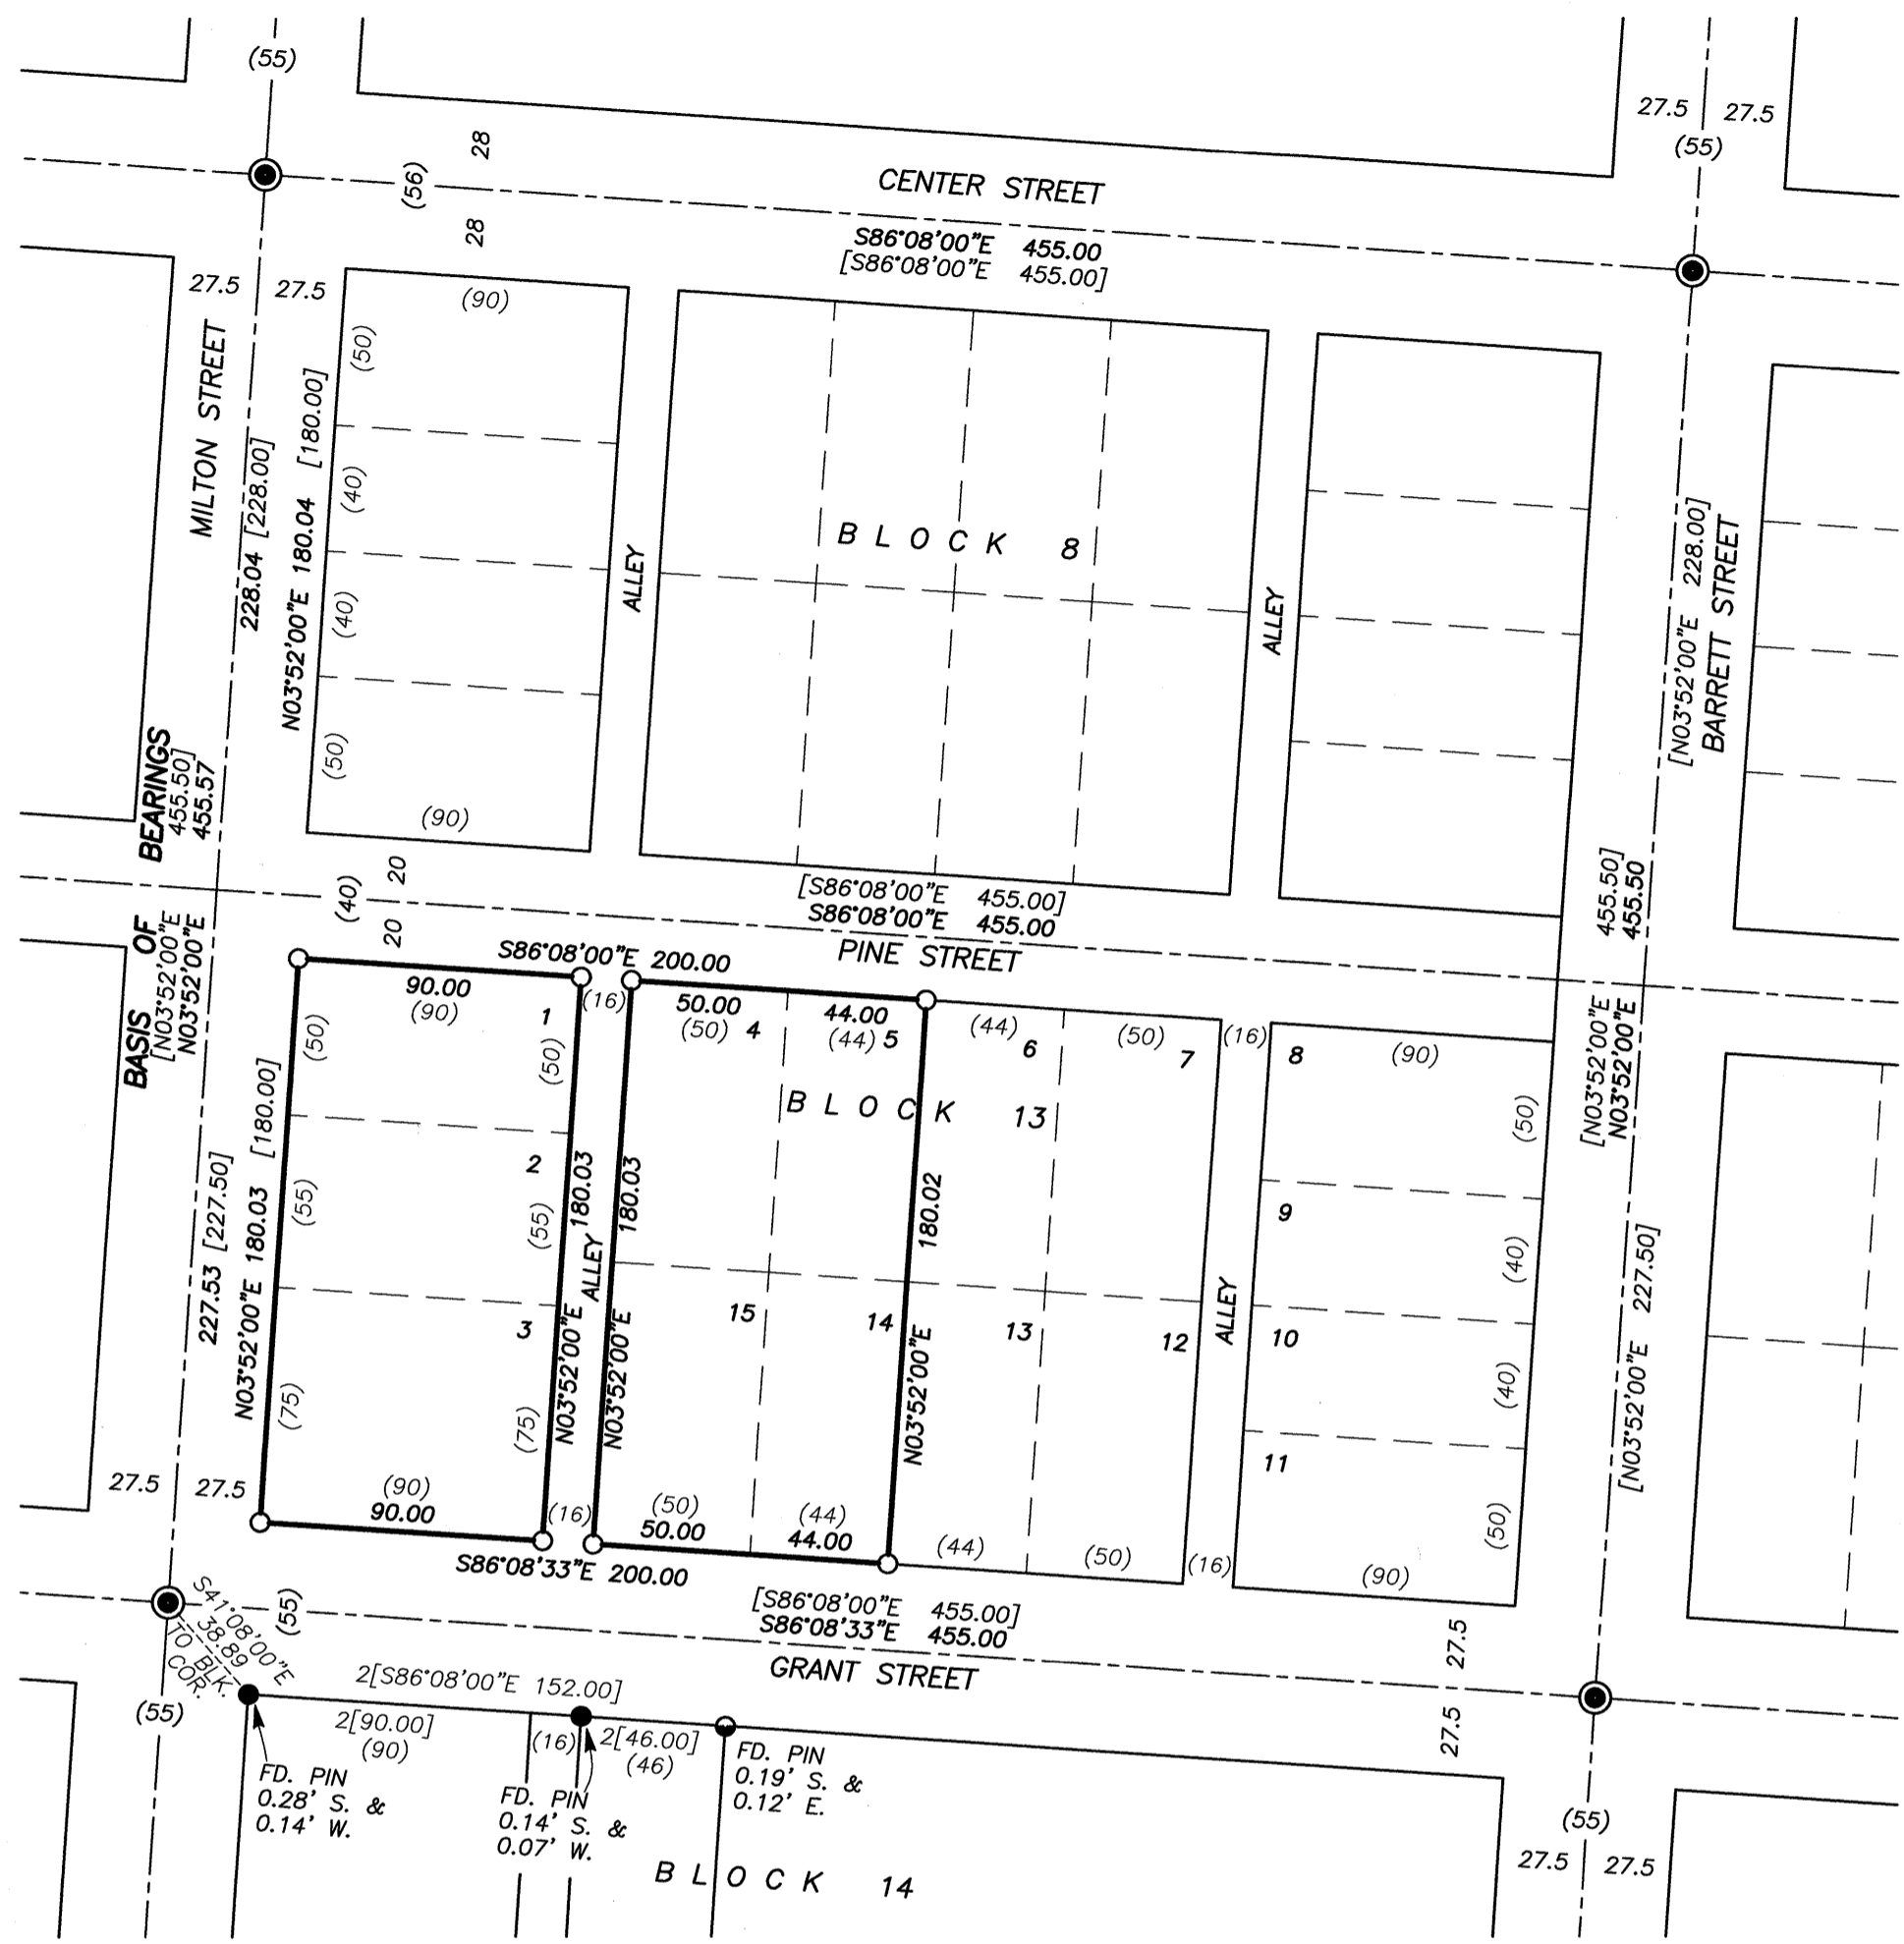 (55)
27.5 27.5
(55)
28
(56)
28
CENTER STREET
S86°08'00"E 455.00
[S86°08'00"E 455.00]
27.5 27.5
(90)
(50)
(40)
(40)
(50)
(90)
MILTON STREET
228.04 [228.00]
N03°52'00"E 180.04 [180.00]
ALLEY
BLOCK 8
ALLEY
[N03°52'00"E 228.00]
BARRETT STREET
BASIS OF BEARINGS
[N03°52'00"E 455.50]
N03°52'00"E 455.57
20
(40)
20
[S86°08'00"E 455.00]
S86°08'00"E 455.00
PINE STREET
[N03°52'00"E 455.50]
N03°52'00"E 455.50
S86°08'00"E 200.00
90.00
(90)
1
(16)
50.00
(50) 4
44.00
(44) 5
(44)
6
(50)
7
(16)
8
(90)
(50)
(50)
(50)
BLOCK 13
227.53 [227.50]
N03°52'00"E 180.03 [180.00]
(55)
2
(55)
N03°52'00"E 180.03
ALLEY
N03°52'00"E 180.03
N03°52'00"E 180.02
9
(40)
[N03°52'00"E 227.50]
3
15
14
13
12
ALLEY
10
(40)
(75)
(75)
11
(50)
27.5 27.5
(90)
90.00
(16)
(50)
50.00
(44)
44.00
(44)
(50)
(16)
(90)
S86°08'33"E 200.00
[S86°08'00"E 455.00]
S86°08'33"E 455.00
GRANT STREET
27.5
27.5
(55)
S41°08'00"E
38.89
TO BLK.
COR.
(55)
2[S86°08'00"E 152.00]
2[90.00]
(90)
(16)
2[46.00]
(46)
FD. PIN
0.28' S. &
0.14' W.
FD. PIN
0.14' S. &
0.07' W.
FD. PIN
0.19' S. &
0.12' E.
BLOCK 14
(55)
27.5 27.5